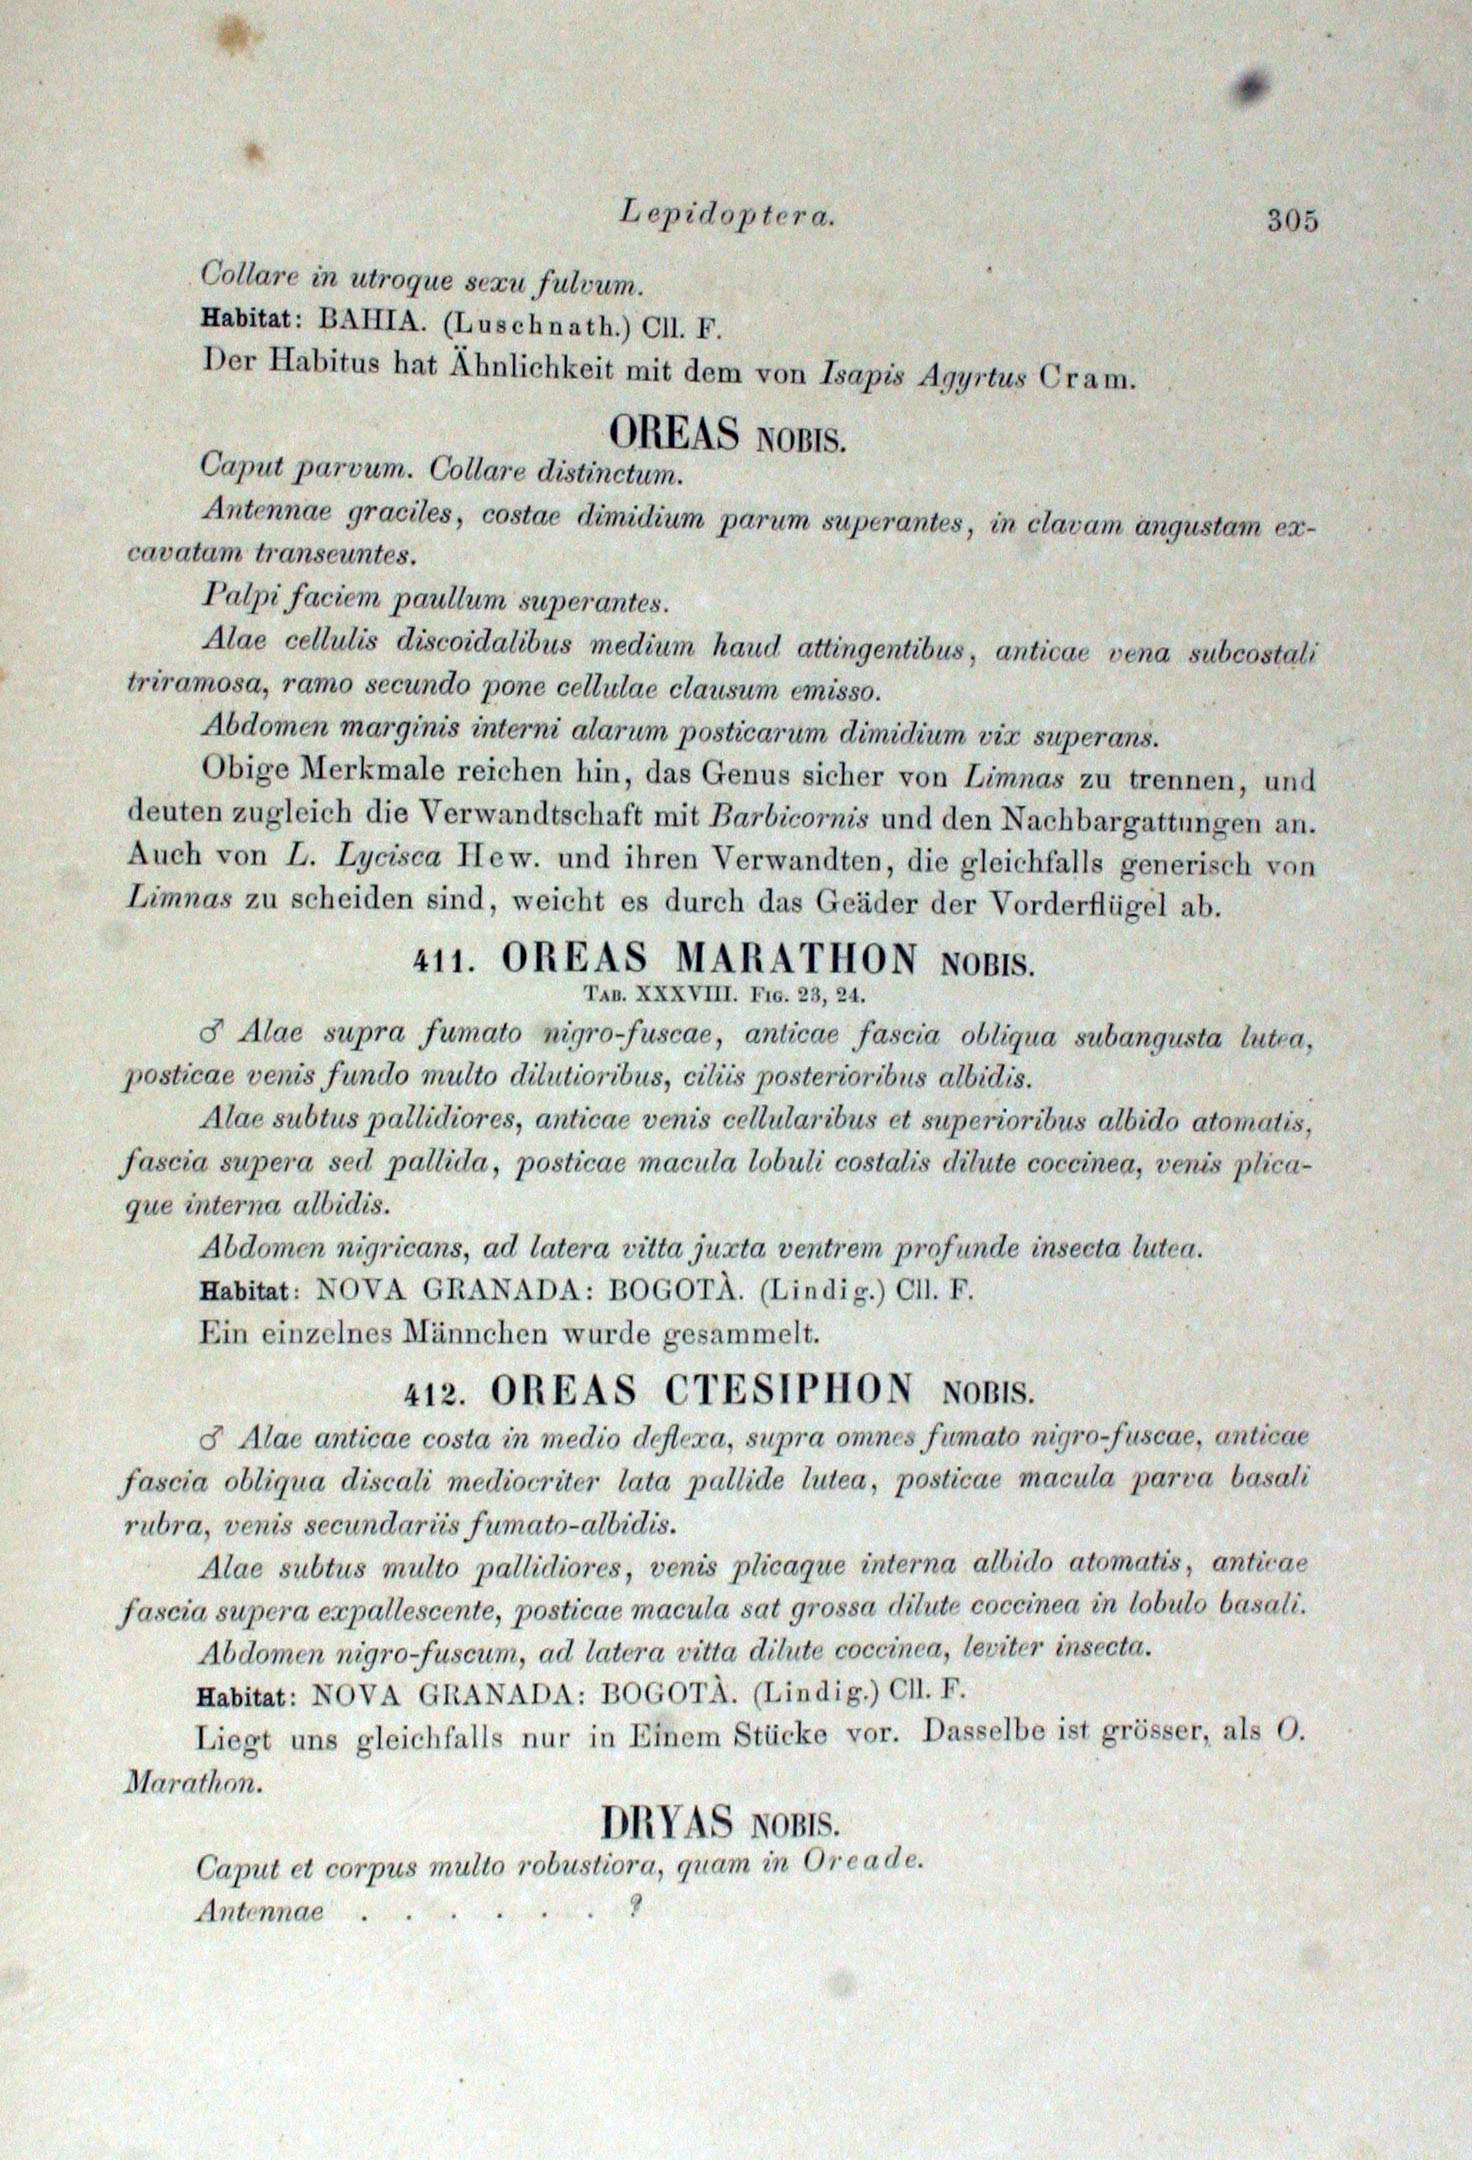 Lepidoptera. 305
Collare in utroque sexu fulvum.
Habitat: BAHIA. (Luschnath.) Cll. F.
Der Habitus hat Ähnlichkeit mit dem von Isapis Agyrtus Cram.
OREAS NOBIS.
Caput parvum. Collare distinctum.
Antennae graciles, costae dimidium parum superantes, in clavam angustam ex-
cavatam transeuntes.
Palpi faciem paullum superantes.
Alae cellulis discoidalibus medium haud attingentibus, anticae vena subcostali
triramosa, ramo secundo pone cellulae clausum emisso.
Abdomen marginis interni alarum posticarum dimidium vix superans.
Obige Merkmale reichen hin, das Genus sicher von Limnas zu trennen, und
deuten zugleich die Verwandtschaft mit Barbicornis und den Nachbargattungen an.
Auch von L. Lycisca Hew. und ihren Verwandten, die gleichfalls generisch von
Limnas zu scheiden sind, weicht es durch das Geäder der Vorderflügel ab.
411. OREAS MARATHON NOBIS.
TAB. XXXVIII. FIG. 23, 24.
♂ Alae supra fumato nigro-fuscae, anticae fascia obliqua subangusta lutea,
posticae venis fundo multo dilutioribus, ciliis posterioribus albidis.
Alae subtus pallidiores, anticae venis cellularibus et superioribus albido atomatis,
fascia supera sed pallida, posticae macula lobuli costalis dilute coccinea, venis plica-
que interna albidis.
Abdomen nigricans, ad latera vitta juxta ventrem profunde insecta lutea.
Habitat: NOVA GRANADA: BOGOTÀ. (Lindig.) Cll. F.
Ein einzelnes Männchen wurde gesammelt.
412. OREAS CTESIPHON NOBIS.
♂ Alae anticae costa in medio deflexa, supra omnes fumato nigro-fuscae, anticae
fascia obliqua discali mediocriter lata pallide lutea, posticae macula parva basali
rubra, venis secundariis fumato-albidis.
Alae subtus multo pallidiores, venis plicaque interna albido atomatis, anticae
fascia supera expallescente, posticae macula sat grossa dilute coccinea in lobulo basali.
Abdomen nigro-fuscum, ad latera vitta dilute coccinea, leviter insecta.
Habitat: NOVA GRANADA: BOGOTÀ. (Lindig.) Cll. F.
Liegt uns gleichfalls nur in Einem Stücke vor. Dasselbe ist grösser, als O.
Marathon.
DRYAS NOBIS.
Caput et corpus multo robustiora, quam in Oreade.
Antennae . . . . . . ?